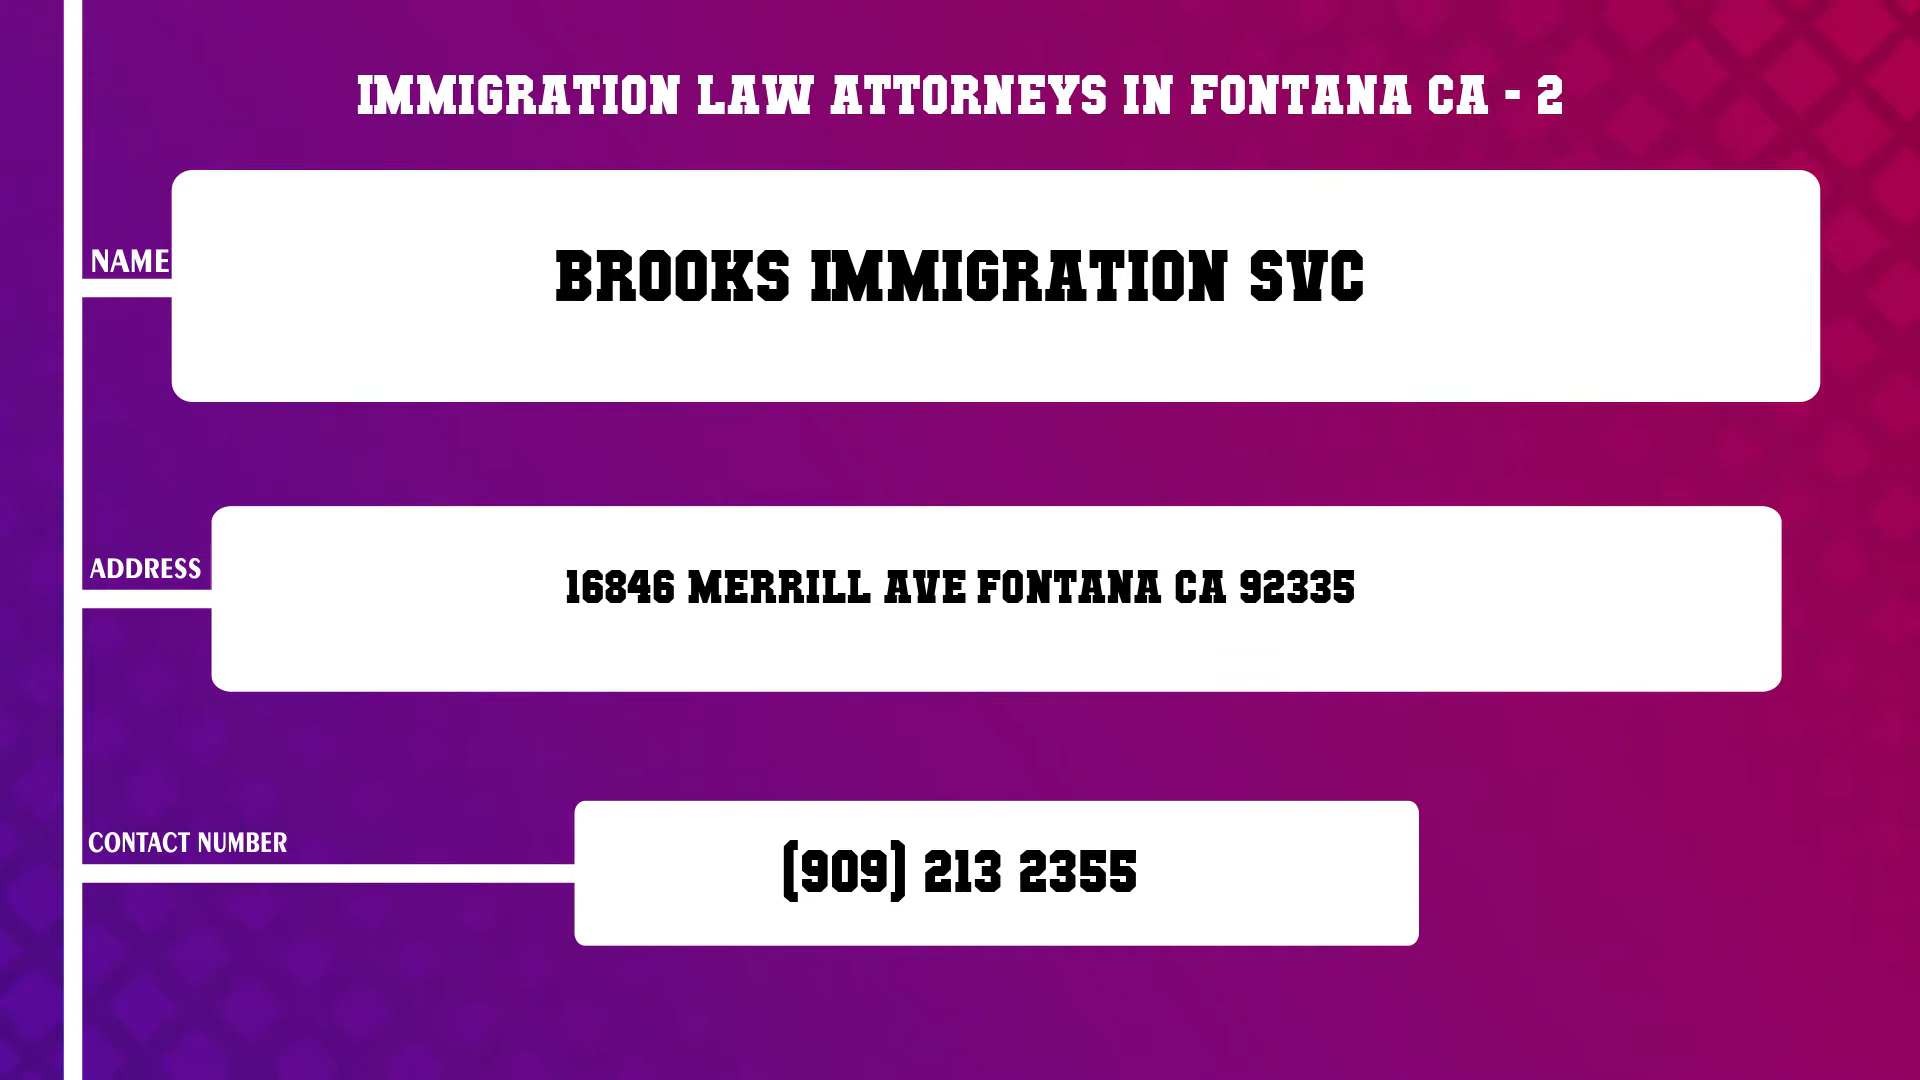 IMMIGRATION LAW ATTORNEYS IN FONTANA CA - 2
NAME
BROOKS IMMIGRATION SVC
ADDRESS
16846 MERRILL AVE FONTANA CA 92335
CONTACT NUMBER
(909) 213 2355